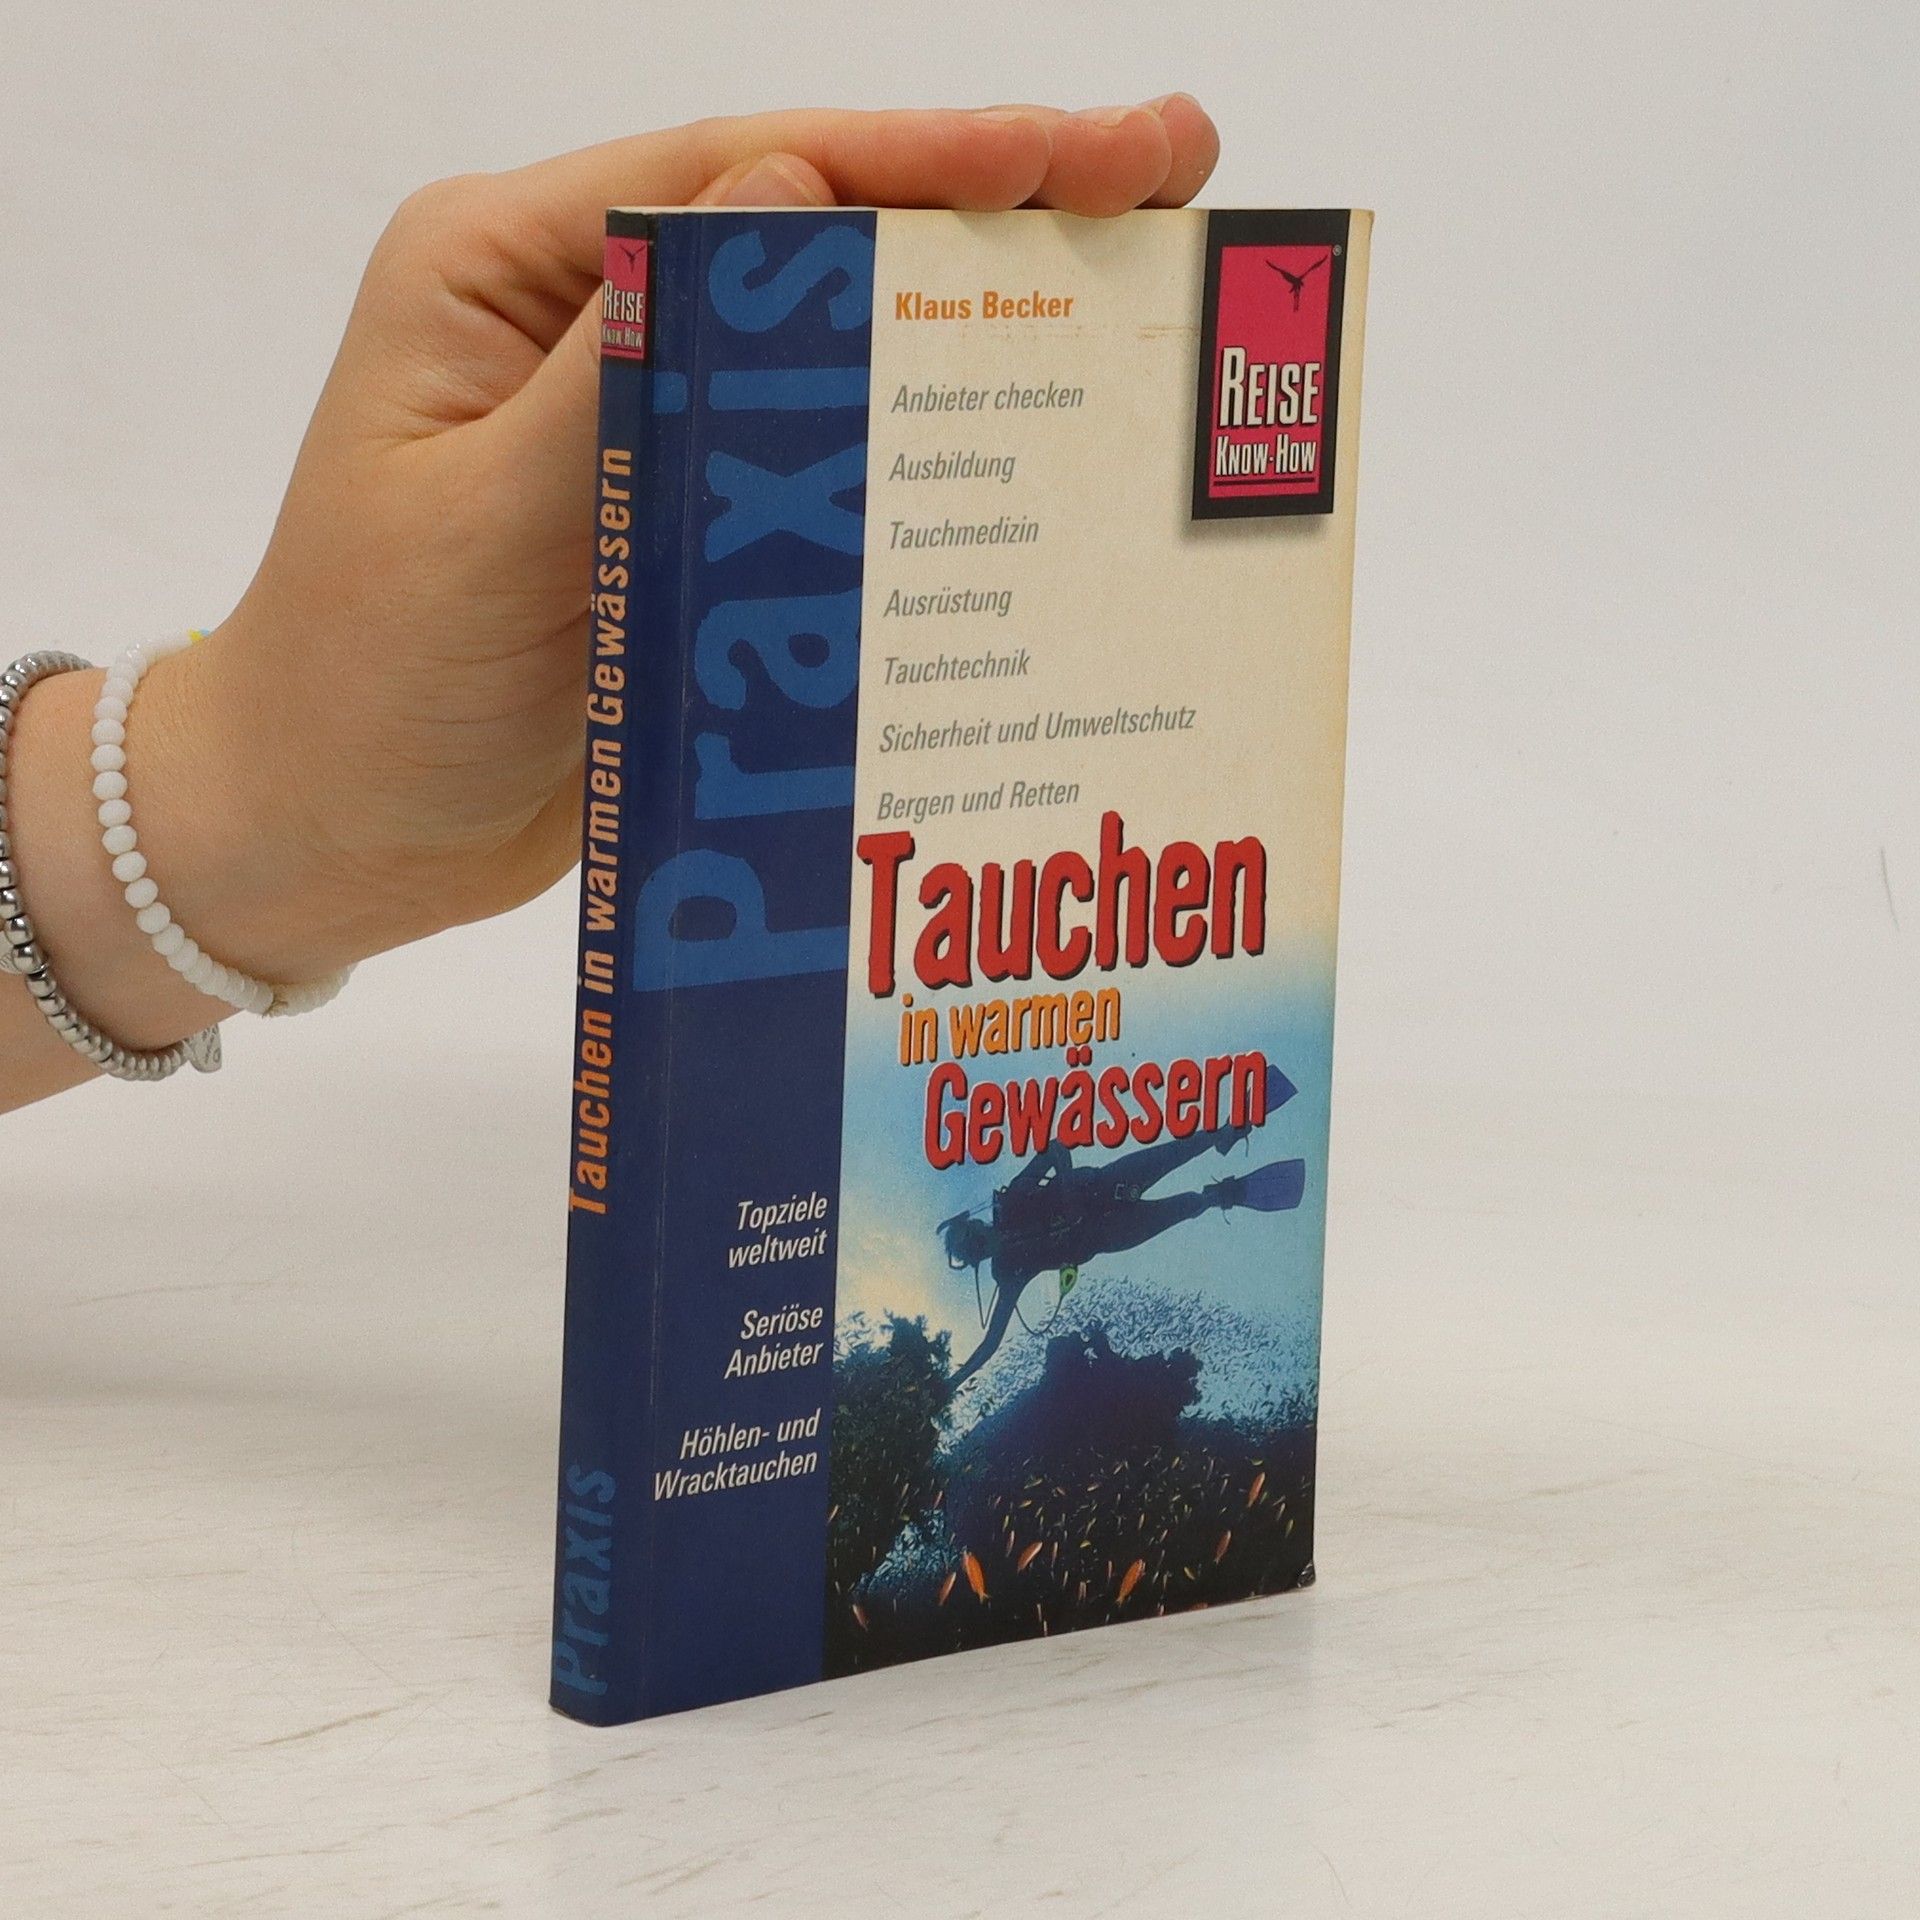 REISE
KNOW-HOW
Tauchen in warmen Gewässern
Praxis
Praxis
Klaus Becker
Anbieter checken
Ausbildung
Tauchmedizin
Ausrüstung
Tauchtechnik
Sicherheit und Umweltschutz
Bergen und Retten
REISE
KNOW-HOW
®
Tauchen
in warmen
Gewässern
Topziele
weltweit
Seriöse
Anbieter
Höhlen- und
Wracktauchen